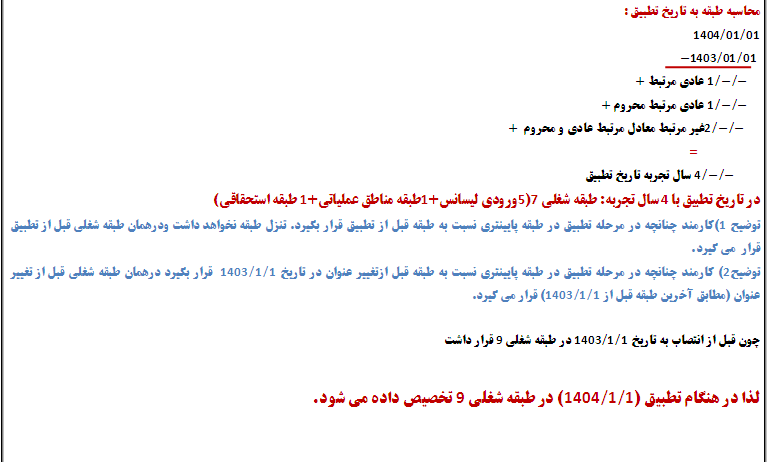 محاسبه طبقه به تاریخ تطبیق :
1404/01/01
1403/01/01–
–/–/1 عادی مرتبط +
–/–/1 عادی مرتبط محروم +
–/–/2غیر مرتبط معادل مرتبط عادی و محروم +
=
–/–/4 سال تجربه تاریخ تطبیق
در تاریخ تطبیق با 4 سال تجربه: طبقه شغلی 7(5ورودی لیسانس+1طبقه مناطق عملیاتی+1 طبقه استحقاقی)
توضیح 1)کارمند چنانچه در مرحله تطبیق در طبقه پایینتری نسبت به طبقه قبل از تطبیق قرار بگیرد. تنزل طبقه نخواهد داشت ودرهمان طبقه شغلی قبل از تطبیق
قرار می گیرد.
توضیح2) کارمند چنانچه در مرحله تطبیق در طبقه پایینتری نسبت به طبقه قبل ازتغییر عنوان در تاریخ 1403/1/1 قرار بگیرد درهمان طبقه شغلی قبل از تغییر
عنوان (مطابق آخرین طبقه قبل از 1403/1/1) قرار می گیرد.
چون قبل از انتصاب به تاریخ 1403/1/1 در طبقه شغلی 9 قرار داشت
لذا در هنگام تطبیق (1404/1/1) در طبقه شغلی 9 تخصیص داده می شود.